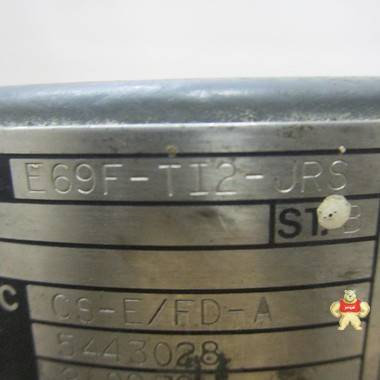 E69F-TI2-JRS
ST. B
C
CS-E/FD-A
5443028